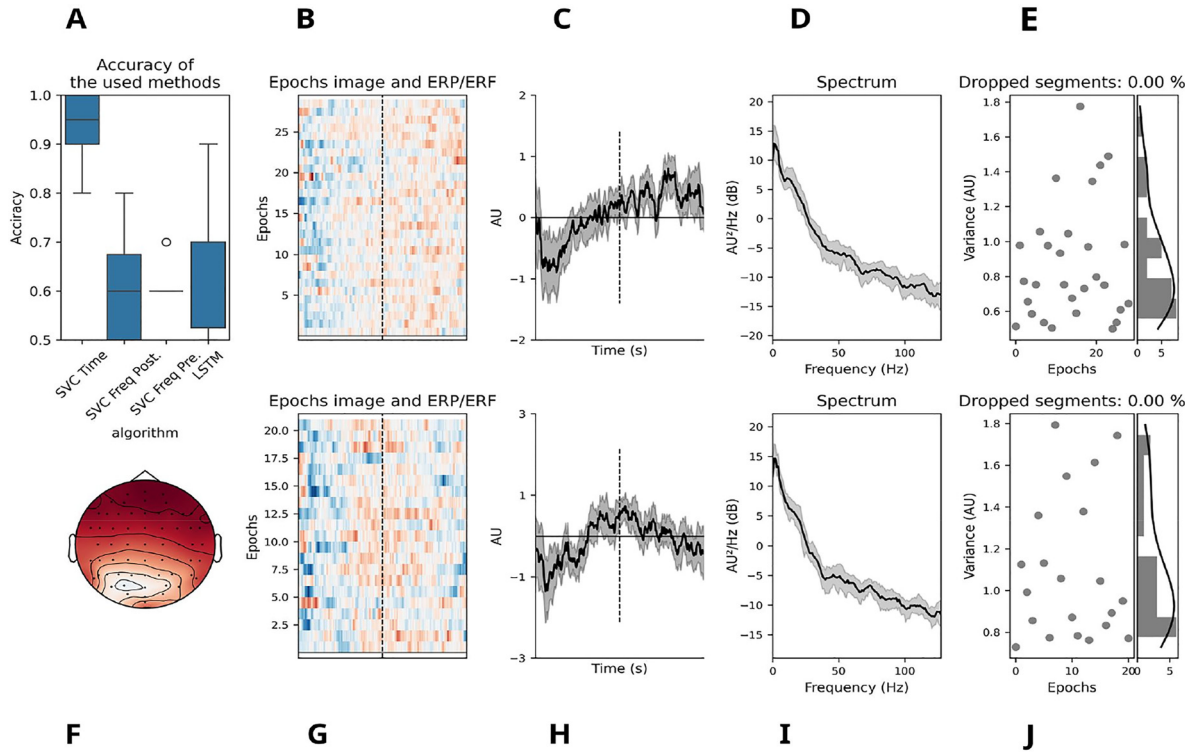 A B C D E
Accuracy of
the used methods
Acciracy
1.0
0.9
0.8
0.7
0.6
0.5
SVC Time
SVC Freq Post.
SVC Freq Pre.
LSTM
algorithm
Epochs image and ERP/ERF
Epochs
25
20
15
10
5
AU
2
1
0
−1
−2
Time (s)
Spectrum
AU²/Hz (dB)
20
15
10
5
0
−5
−10
−15
−20
0 50 100
Frequency (Hz)
Dropped segments: 0.00 %
Variance (AU)
1.8
1.6
1.4
1.2
1.0
0.8
0.6
0 20 0 5
Epochs
Epochs image and ERP/ERF
Epochs
20.0
17.5
15.0
12.5
10.0
7.5
5.0
2.5
AU
3
1
−1
−3
Time (s)
Spectrum
AU²/Hz (dB)
20
15
10
5
0
−5
−10
−15
0 50 100
Frequency (Hz)
Dropped segments: 0.00 %
Variance (AU)
1.8
1.6
1.4
1.2
1.0
0.8
0 10 20 0 5
Epochs
F G H I J